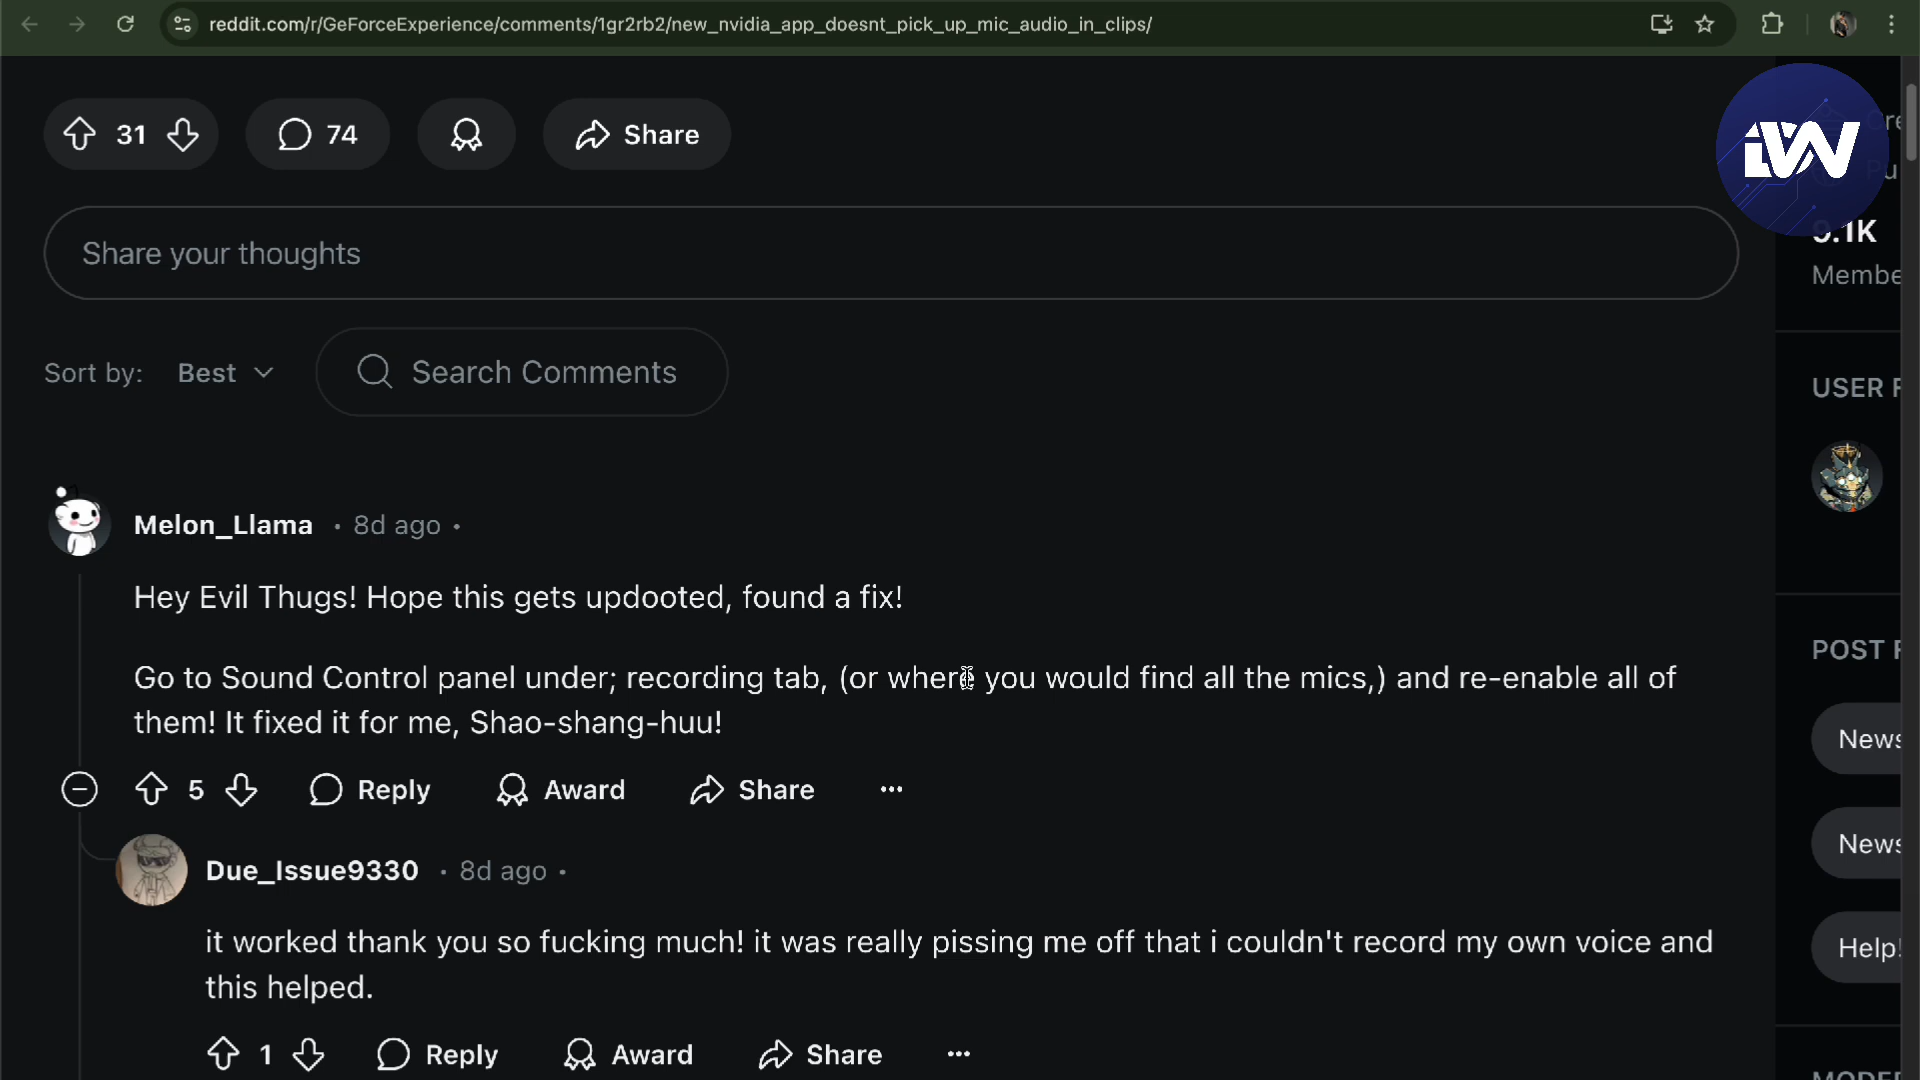 reddit.com/r/GeForceExperience/comments/1gr2rb2/new_nvidia_app_doesnt_pick_up_mic_audio_in_clips/
31
74
Share
iVW
9.1K
Share your thoughts
Sort by:
Best
Search Comments
Melon_Llama • 8d ago •
Hey Evil Thugs! Hope this gets updooted, found a fix!
Go to Sound Control panel under; recording tab, (or where you would find all the mics,) and re-enable all of
them! It fixed it for me, Shao-shang-huu!
5
Reply
Award
Share
Due_Issue9330 • 8d ago •
it worked thank you so fucking much! it was really pissing me off that i couldn't record my own voice and
this helped.
1
Reply
Award
Share
Membe
USER F
POST F
News
News
Help!